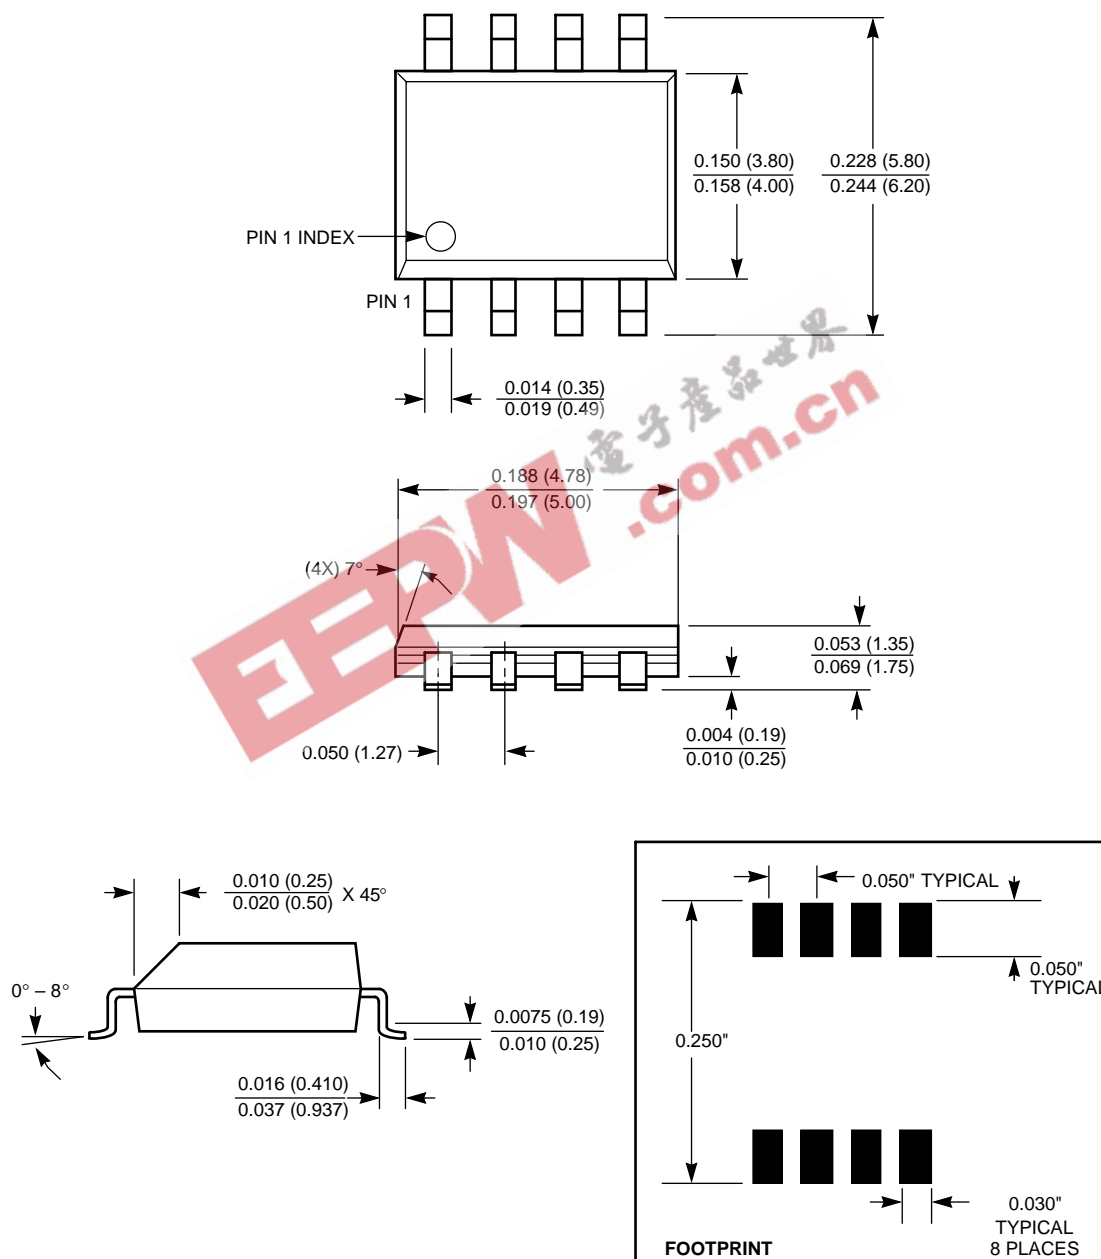 0.150 (3.80)
0.158 (4.00)
0.228 (5.80)
0.244 (6.20)
PIN 1 INDEX
PIN 1
0.014 (0.35)
0.019 (0.49)
電子產品世界
EEPW.com.cn
0.188 (4.78)
0.197 (5.00)
(4X) 7°
0.053 (1.35)
0.069 (1.75)
0.004 (0.19)
0.010 (0.25)
0.050 (1.27)
0.010 (0.25)
0.020 (0.50) X 45°
0° – 8°
0.0075 (0.19)
0.010 (0.25)
0.016 (0.410)
0.037 (0.937)
0.050" TYPICAL
0.050"
TYPICAL
0.250"
0.030"
TYPICAL
8 PLACES
FOOTPRINT